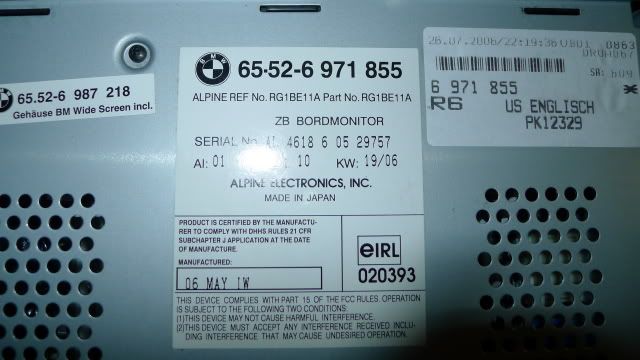 BMW
65.52-6 987 218
Gehäuse BM Wide Screen incl.
BMW
65-52-6 971 855
ALPINE REF No. RG1BE11A Part No. RG1BE11A
ZB BORDMONITOR
SERIAL No. AL 4618 6 05 29757
AI: 01 10 KW: 19/06
ALPINE ELECTRONICS, INC.
MADE IN JAPAN
PRODUCT IS CERTIFIED BY THE MANUFACTU-
RER TO COMPLY WITH DHHS RULES 21 CFR
SUBCHAPTER J APPLICATION AT THE DATE
OF MANUFACTURE.
MANUFACTURED:
06 MAY 1W
eIRL
020393
THIS DEVICE COMPLIES WITH PART 15 OF THE FCC RULES. OPERATION
IS SUBJECT TO THE FOLLOWING TWO CONDITIONS:
(1)THIS DEVICE MAY NOT CAUSE HARMFUL INTERFERENCE.
(2)THIS DEVICE MUST ACCEPT ANY INTERFERENCE RECEIVED INCLU-
DING INTERFERENCE THAT MAY CAUSE UNDESIRED OPERATION.
26.07.2006/22:19:36 0863
SA: 609
6 971 855 *
R6 US ENGLISCH
PK12329